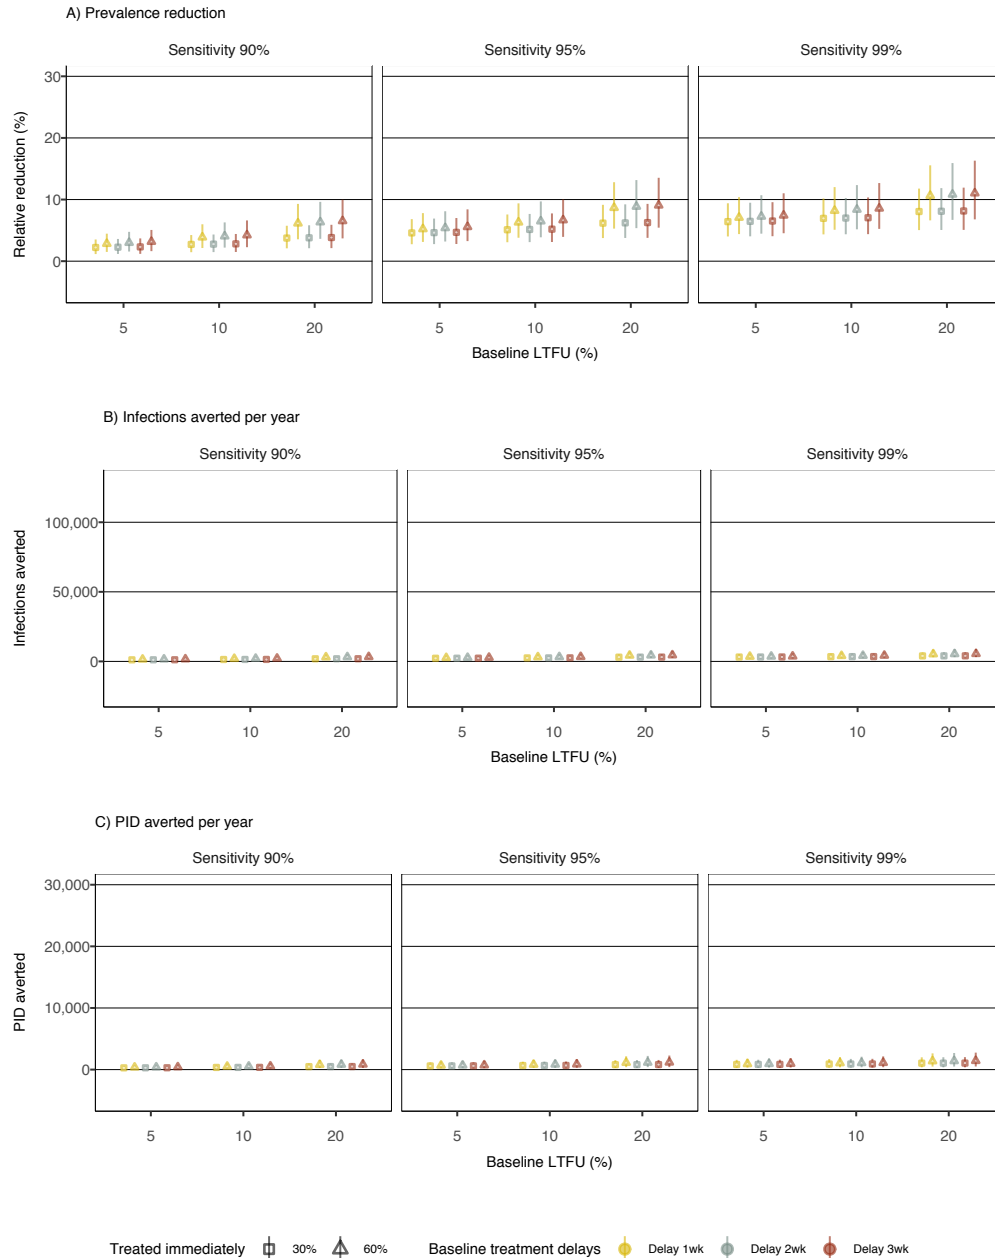 A) Prevalence reduction
Sensitivity 90% Sensitivity 95% Sensitivity 99%
Relative reduction (%)
30
20
10
0
5 10 20 5 10 20 5 10 20
Baseline LTFU (%)
B) Infections averted per year
Sensitivity 90% Sensitivity 95% Sensitivity 99%
Infections averted
100,000
50,000
0
5 10 20 5 10 20 5 10 20
Baseline LTFU (%)
C) PID averted per year
Sensitivity 90% Sensitivity 95% Sensitivity 99%
PID averted
30,000
20,000
10,000
0
5 10 20 5 10 20 5 10 20
Baseline LTFU (%)
Treated immediately 30% 60% Baseline treatment delays Delay 1wk Delay 2wk Delay 3wk